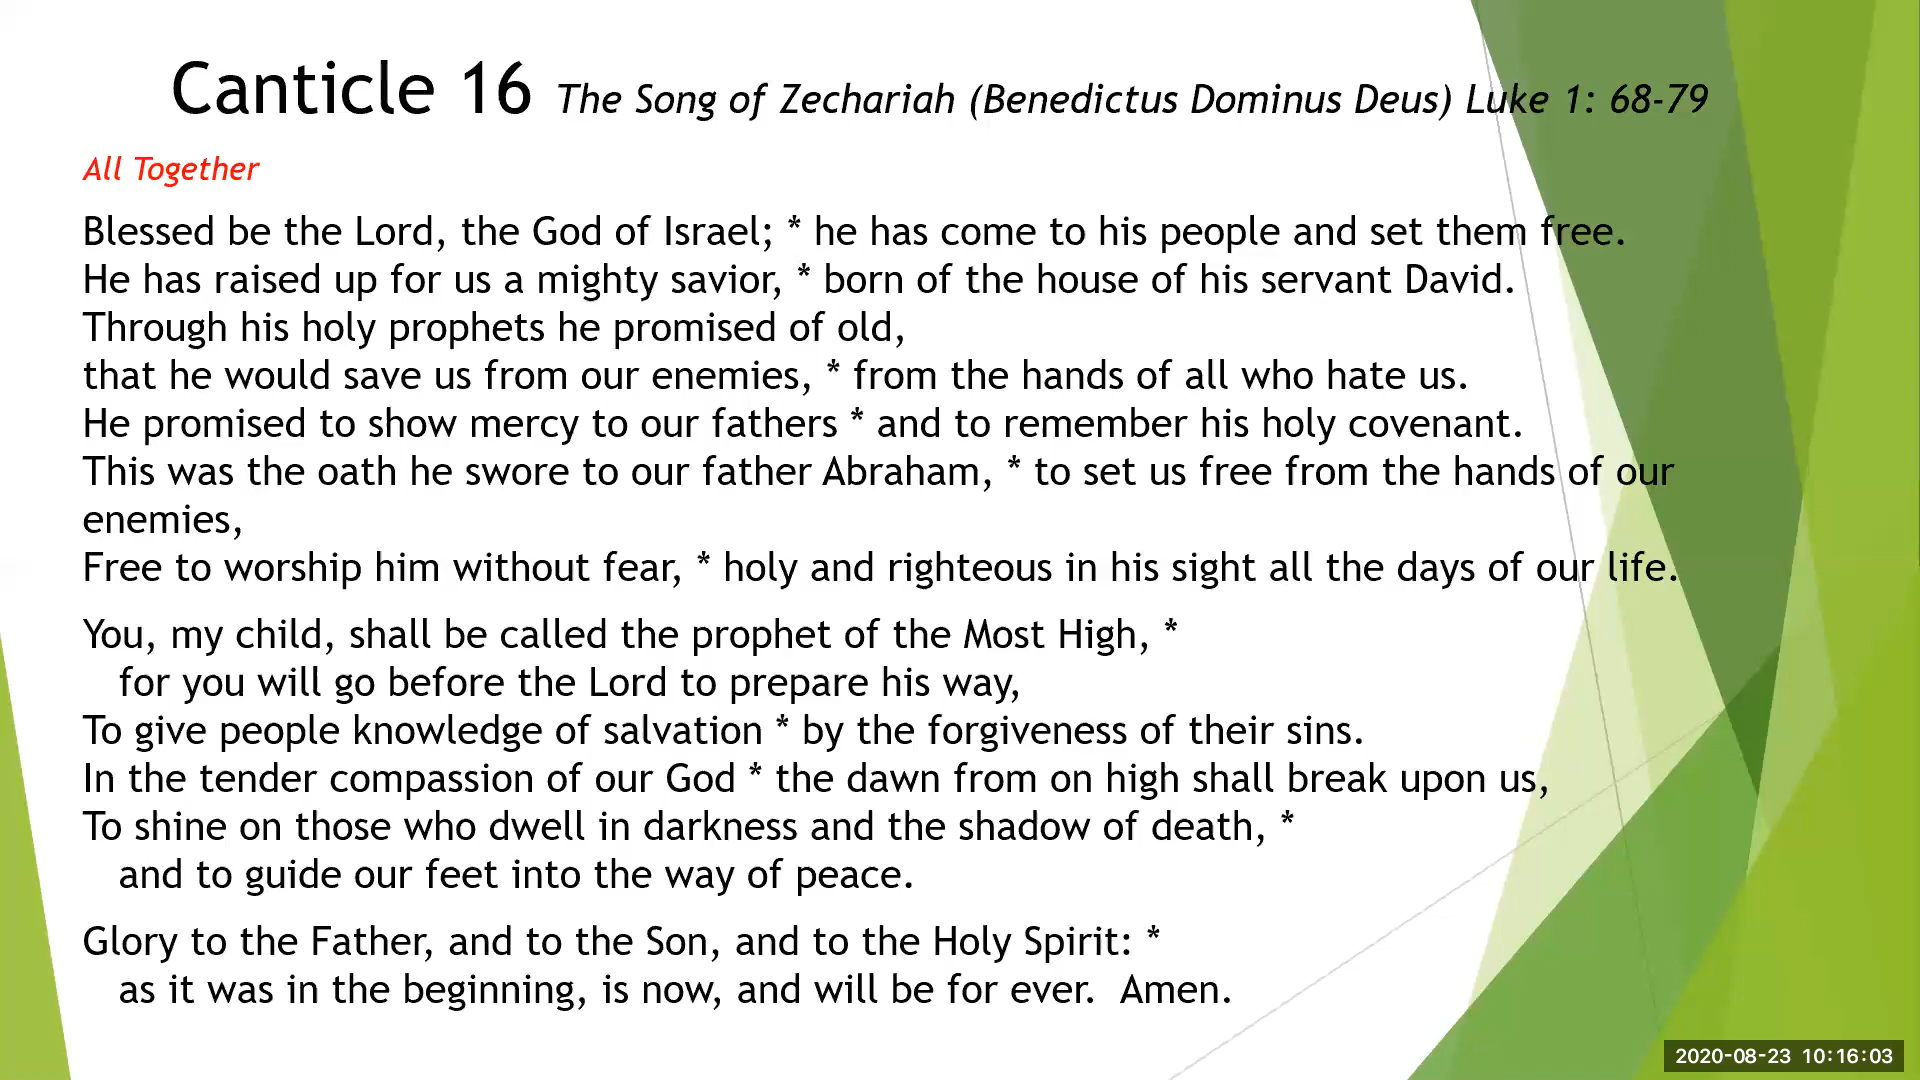 Canticle 16 The Song of Zechariah (Benedictus Dominus Deus) Luke 1: 68-79
All Together
Blessed be the Lord, the God of Israel; * he has come to his people and set them free.
He has raised up for us a mighty savior, * born of the house of his servant David.
Through his holy prophets he promised of old,
that he would save us from our enemies, * from the hands of all who hate us.
He promised to show mercy to our fathers * and to remember his holy covenant.
This was the oath he swore to our father Abraham, * to set us free from the hands of our
enemies,
Free to worship him without fear, * holy and righteous in his sight all the days of our life.
You, my child, shall be called the prophet of the Most High, *
for you will go before the Lord to prepare his way,
To give people knowledge of salvation * by the forgiveness of their sins.
In the tender compassion of our God * the dawn from on high shall break upon us,
To shine on those who dwell in darkness and the shadow of death, *
and to guide our feet into the way of peace.
Glory to the Father, and to the Son, and to the Holy Spirit: *
as it was in the beginning, is now, and will be for ever.  Amen.
2020-08-23 10:16:03